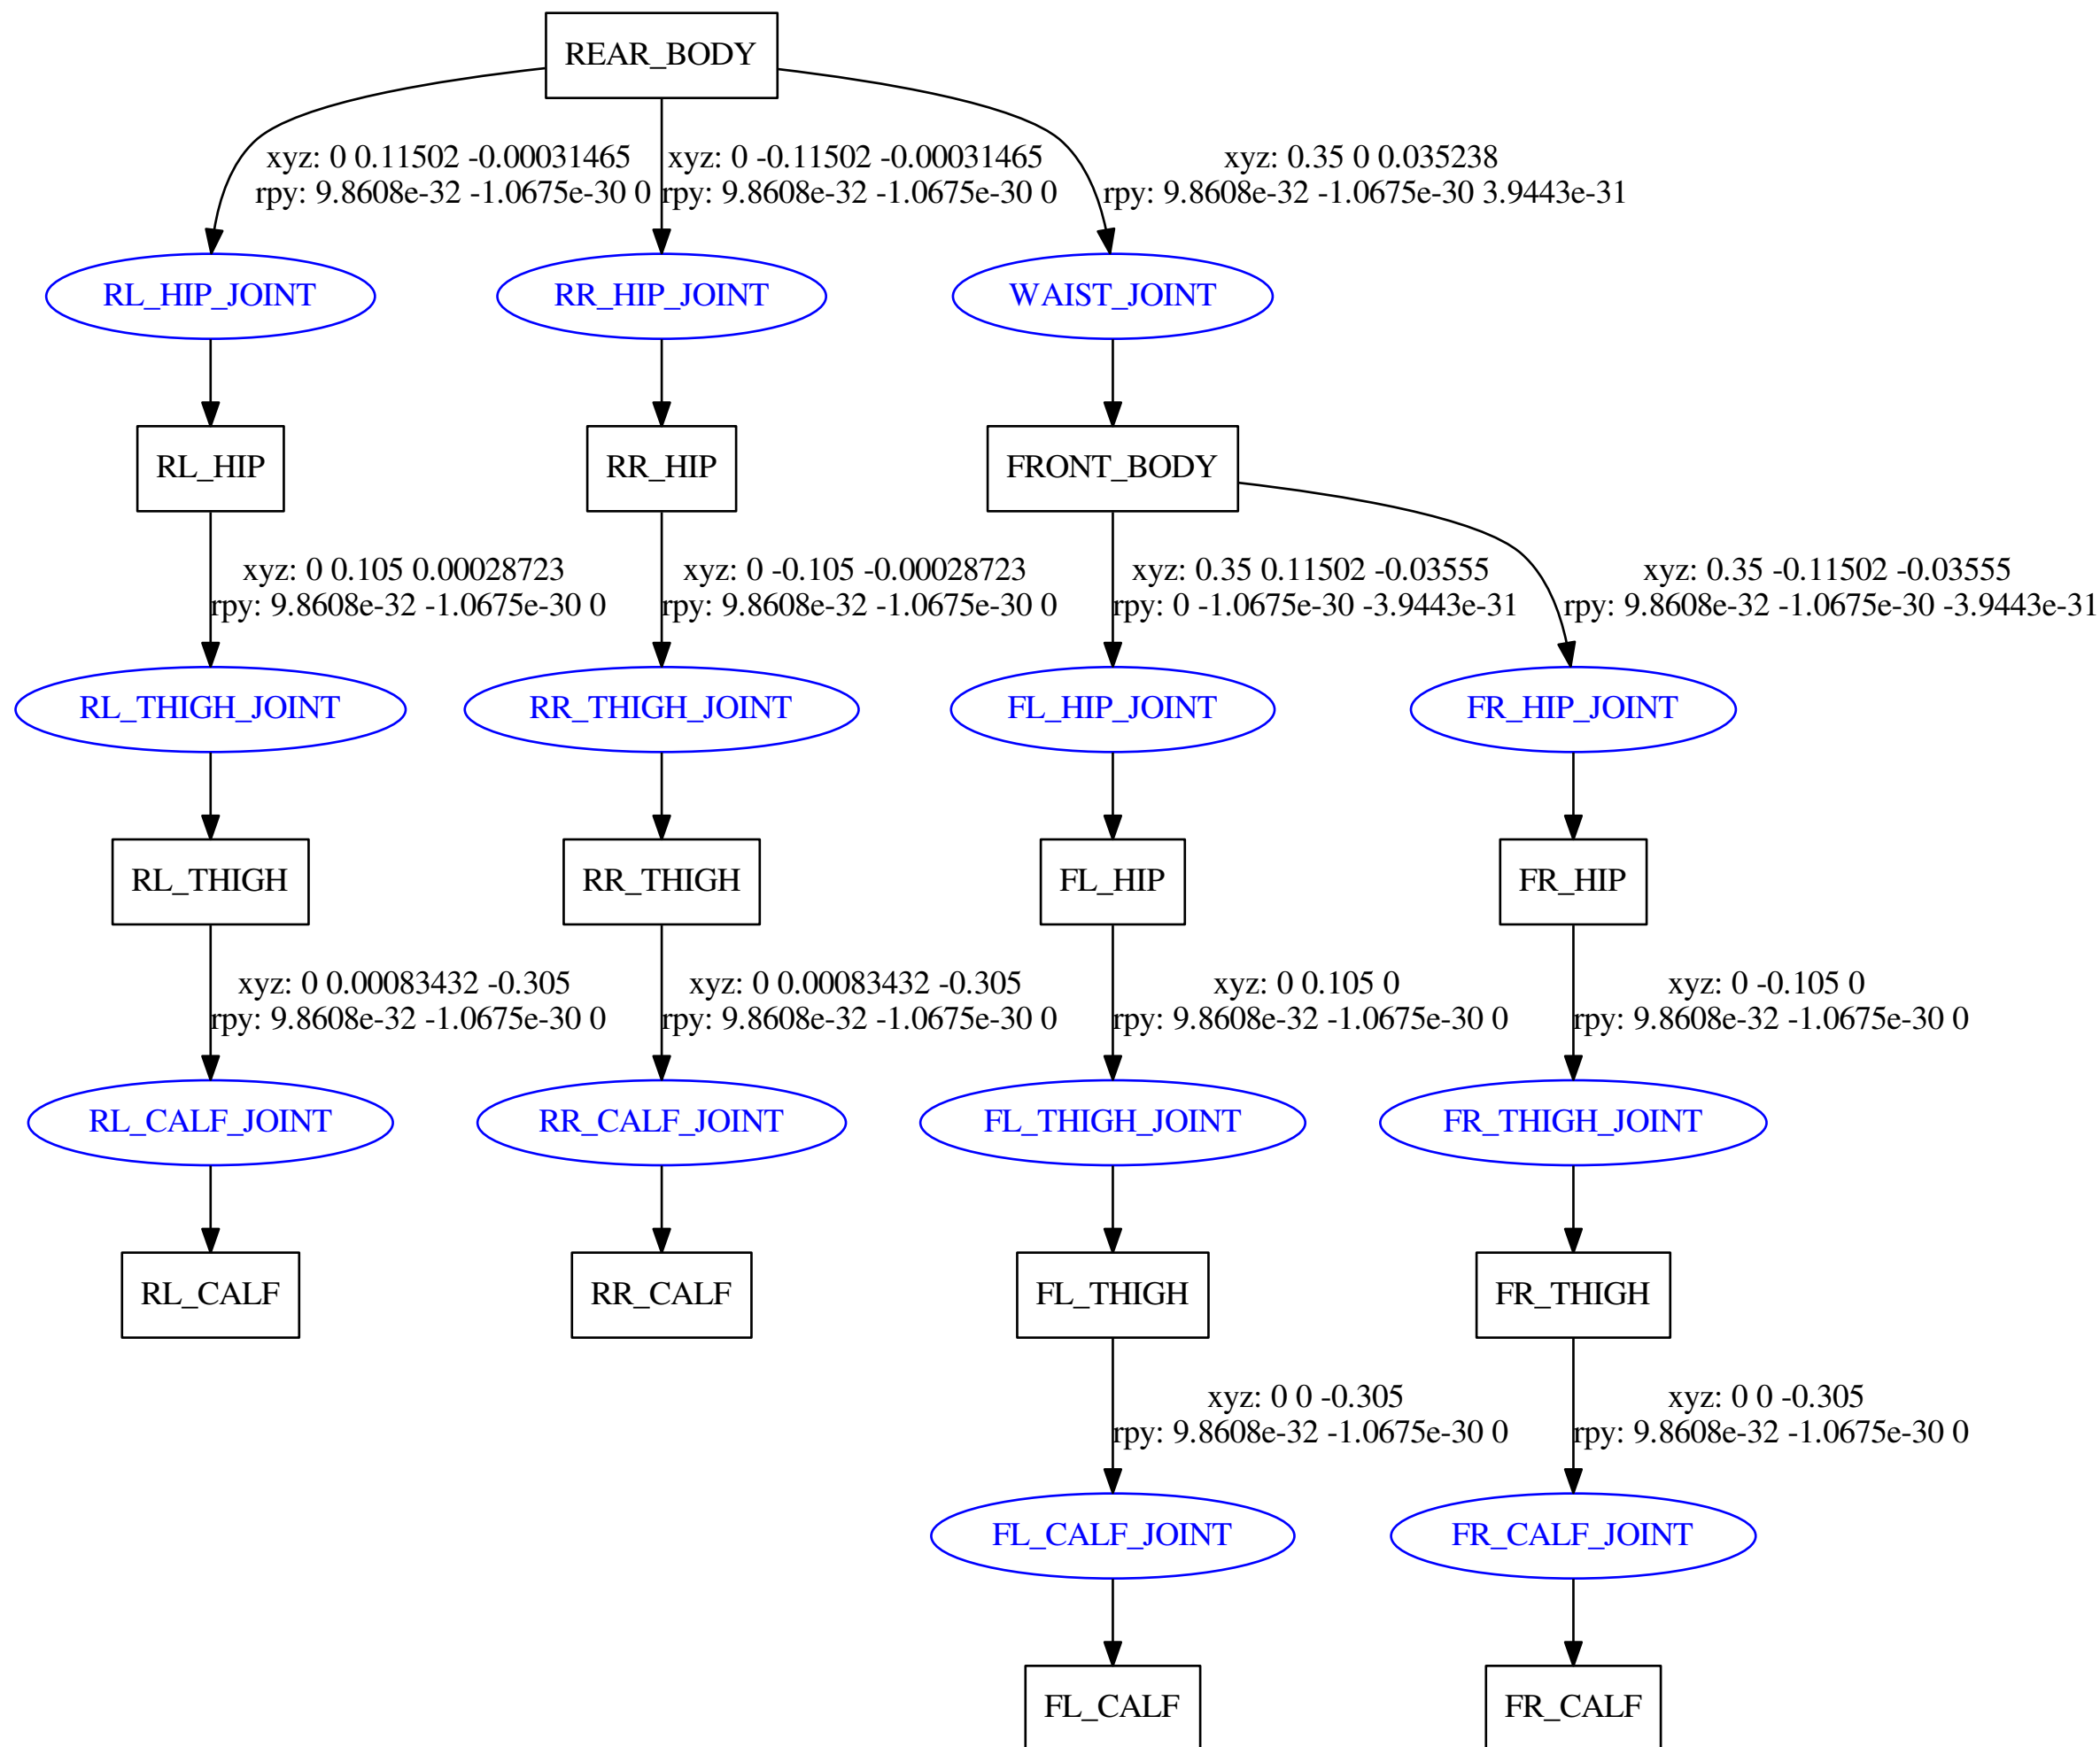 REAR_BODY
xyz: 0 0.11502 -0.00031465
rpy: 9.8608e-32 -1.0675e-30 0
xyz: 0 -0.11502 -0.00031465
rpy: 9.8608e-32 -1.0675e-30 0
xyz: 0.35 0 0.035238
rpy: 9.8608e-32 -1.0675e-30 3.9443e-31
RL_HIP_JOINT
RR_HIP_JOINT
WAIST_JOINT
RL_HIP
RR_HIP
FRONT_BODY
xyz: 0 0.105 0.00028723
rpy: 9.8608e-32 -1.0675e-30 0
xyz: 0 -0.105 -0.00028723
rpy: 9.8608e-32 -1.0675e-30 0
xyz: 0.35 0.11502 -0.03555
rpy: 0 -1.0675e-30 -3.9443e-31
xyz: 0.35 -0.11502 -0.03555
rpy: 9.8608e-32 -1.0675e-30 -3.9443e-31
RL_THIGH_JOINT
RR_THIGH_JOINT
FL_HIP_JOINT
FR_HIP_JOINT
RL_THIGH
RR_THIGH
FL_HIP
FR_HIP
xyz: 0 0.00083432 -0.305
rpy: 9.8608e-32 -1.0675e-30 0
xyz: 0 0.00083432 -0.305
rpy: 9.8608e-32 -1.0675e-30 0
xyz: 0 0.105 0
rpy: 9.8608e-32 -1.0675e-30 0
xyz: 0 -0.105 0
rpy: 9.8608e-32 -1.0675e-30 0
RL_CALF_JOINT
RR_CALF_JOINT
FL_THIGH_JOINT
FR_THIGH_JOINT
RL_CALF
RR_CALF
FL_THIGH
FR_THIGH
xyz: 0 0 -0.305
rpy: 9.8608e-32 -1.0675e-30 0
xyz: 0 0 -0.305
rpy: 9.8608e-32 -1.0675e-30 0
FL_CALF_JOINT
FR_CALF_JOINT
FL_CALF
FR_CALF